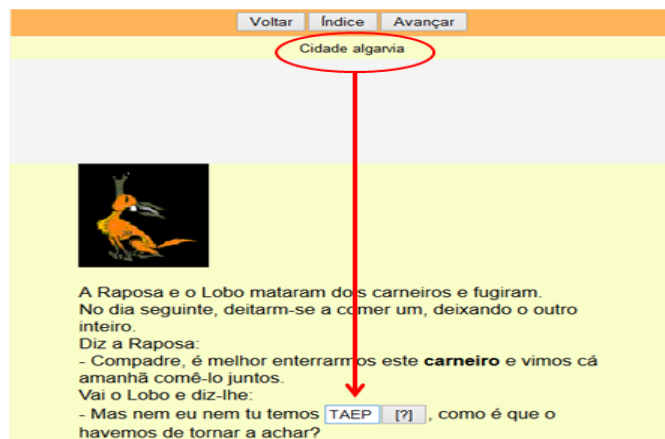 Voltar Índice Avançar
Cidade algarvia
A Raposa e o Lobo mataram dois carneiros e fugiram.
No dia seguinte, deitarm-se a comer um, deixando o outro
inteiro.
Diz a Raposa:
- Compadre, é melhor enterrarmos este carneiro e vimos cá
amanhã comê-lo juntos.
Vai o Lobo e diz-lhe:
- Mas nem eu nem tu temos TAEP [?] , como é que o
havemos de tornar a achar?